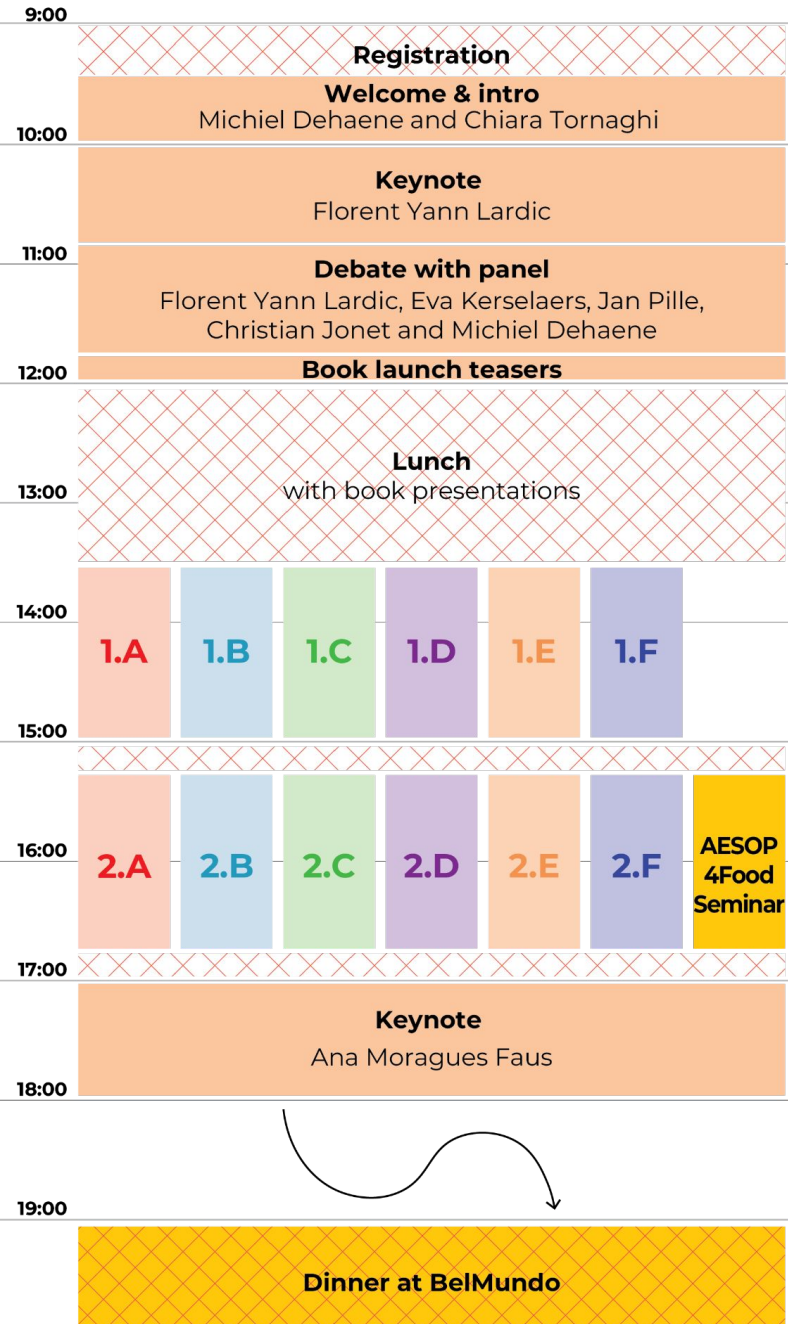 9:00
Registration
Welcome & intro
Michiel Dehaene and Chiara Tornaghi
10:00
Keynote
Florent Yann Lardic
11:00
Debate with panel
Florent Yann Lardic, Eva Kerselaers, Jan Pille,
Christian Jonet and Michiel Dehaene
Book launch teasers
12:00
Lunch
with book presentations
13:00
14:00
1.A 1.B 1.C 1.D 1.E 1.F
15:00
16:00
2.A 2.B 2.C 2.D 2.E 2.F
AESOP
4Food
Seminar
17:00
Keynote
Ana Moragues Faus
18:00
19:00
Dinner at BelMundo